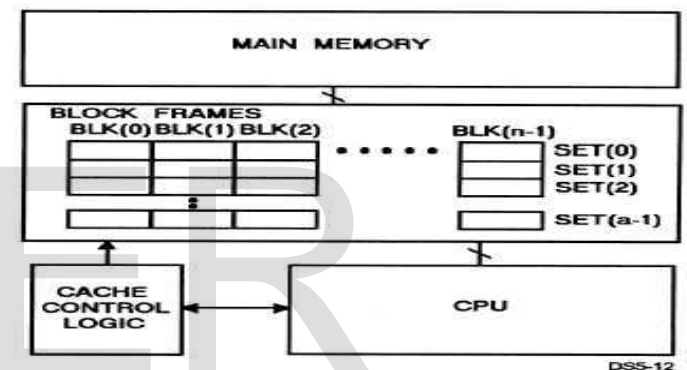 MAIN MEMORY
BLOCK FRAMES
BLK(0) BLK(1) BLK(2) BLK(n-1)
SET(0)
SET(1)
SET(2)
SET(a-1)
CACHE
CONTROL
LOGIC
CPU
DS5-12
ER